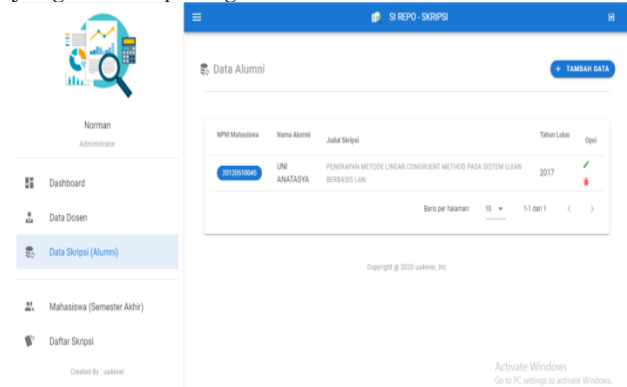 SI REPO - SKRIPSI
Norman
Administrator
Dashboard
Data Dosen
Data Skripsi (Alumni)
Mahasiswa (Semester Akhir)
Daftar Skripsi
Created By : ua4ever
Data Alumni
+ TAMBAH DATA
NPM Mahasiswa Nama Alumni Judul Skripsi Tahun Lulus Opsi
20120510045 UNI ANATASYA PENERAPAN METODE LINEAR CONGRUENT METHOD PADA SISTEM UJIAN BERBASIS LAN 2017
Baris per halaman: 10 1-1 dari 1
Copyright @ 2020 ua4ever, Inc
Activate Windows
Go to PC settings to activate Windows.